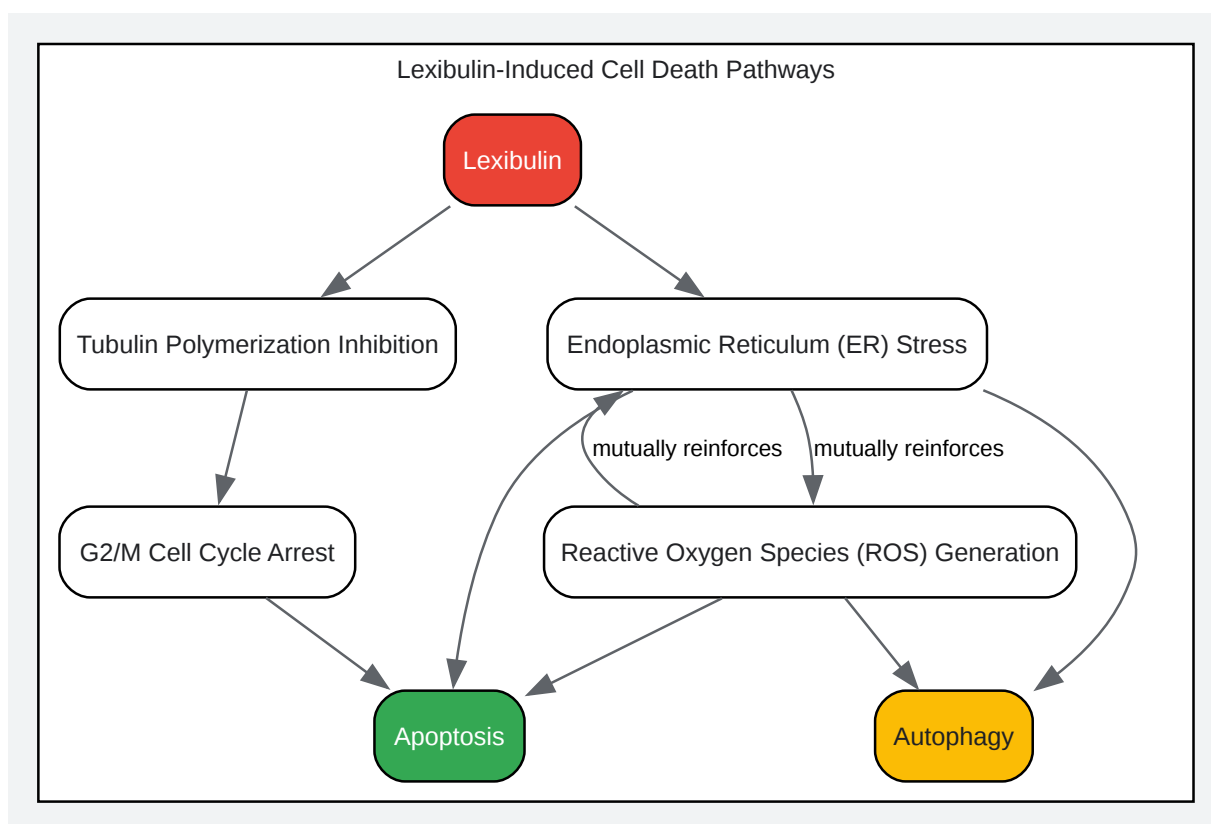 Lexibulin-Induced Cell Death Pathways
Lexibulin
Tubulin Polymerization Inhibition
Endoplasmic Reticulum (ER) Stress
mutually reinforces
mutually reinforces
G2/M Cell Cycle Arrest
Reactive Oxygen Species (ROS) Generation
Apoptosis
Autophagy